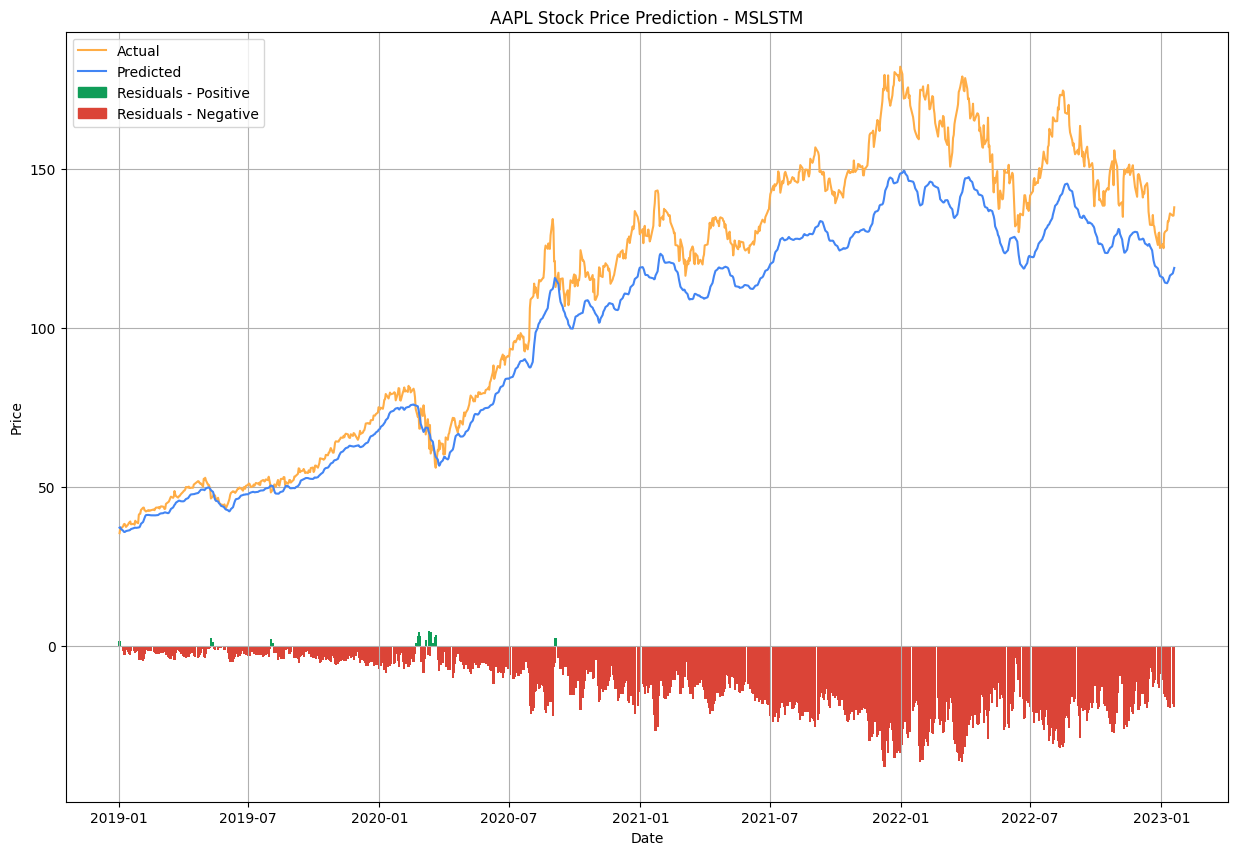 AAPL Stock Price Prediction - MSLSTM
Actual
Predicted
Residuals - Positive
Residuals - Negative
150
100
50
0
Price
2019-01
2019-07
2020-01
2020-07
2021-01
2021-07
2022-01
2022-07
2023-01
Date